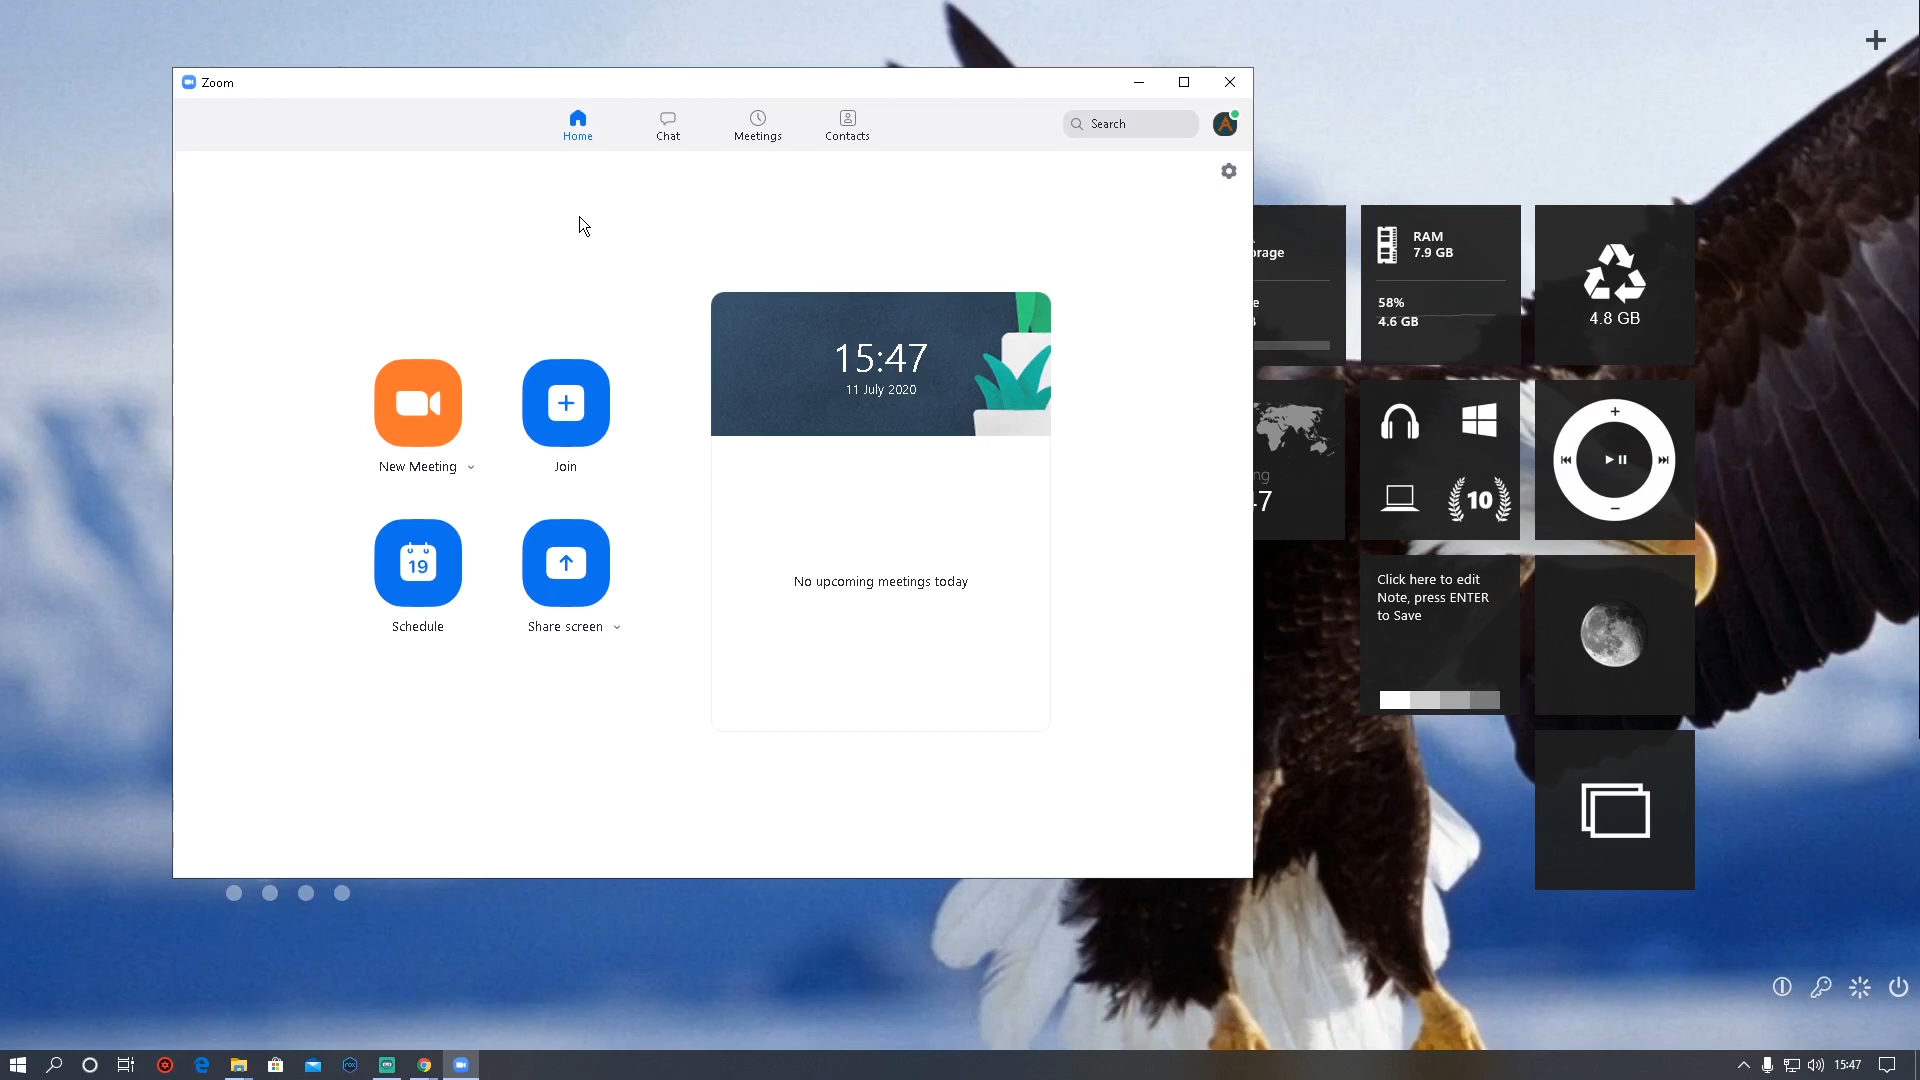 Zoom
Home
Chat
Meetings
Contacts
Search
15:47
11 July 2020
New Meeting
Join
19
Schedule
Share screen
No upcoming meetings today
RAM
7.9 GB
58%
4.6 GB
4.8 GB
10
Click here to edit
Note, press ENTER
to Save
15:47